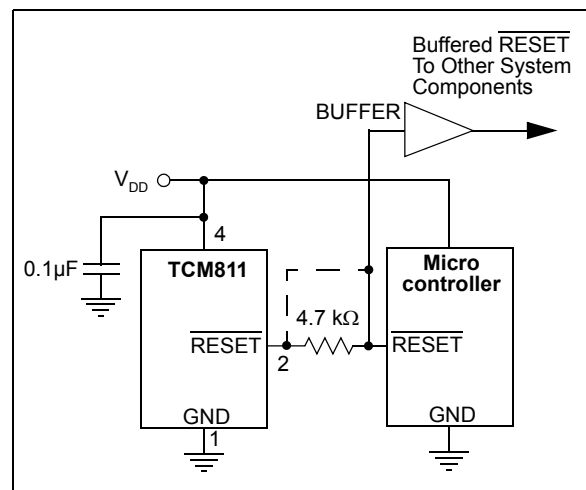 Buffered RESET
To Other System
Components
BUFFER
VDD
4
0.1µF
TCM811
Micro
controller
4.7 kΩ
RESET
2
RESET
GND
1
GND